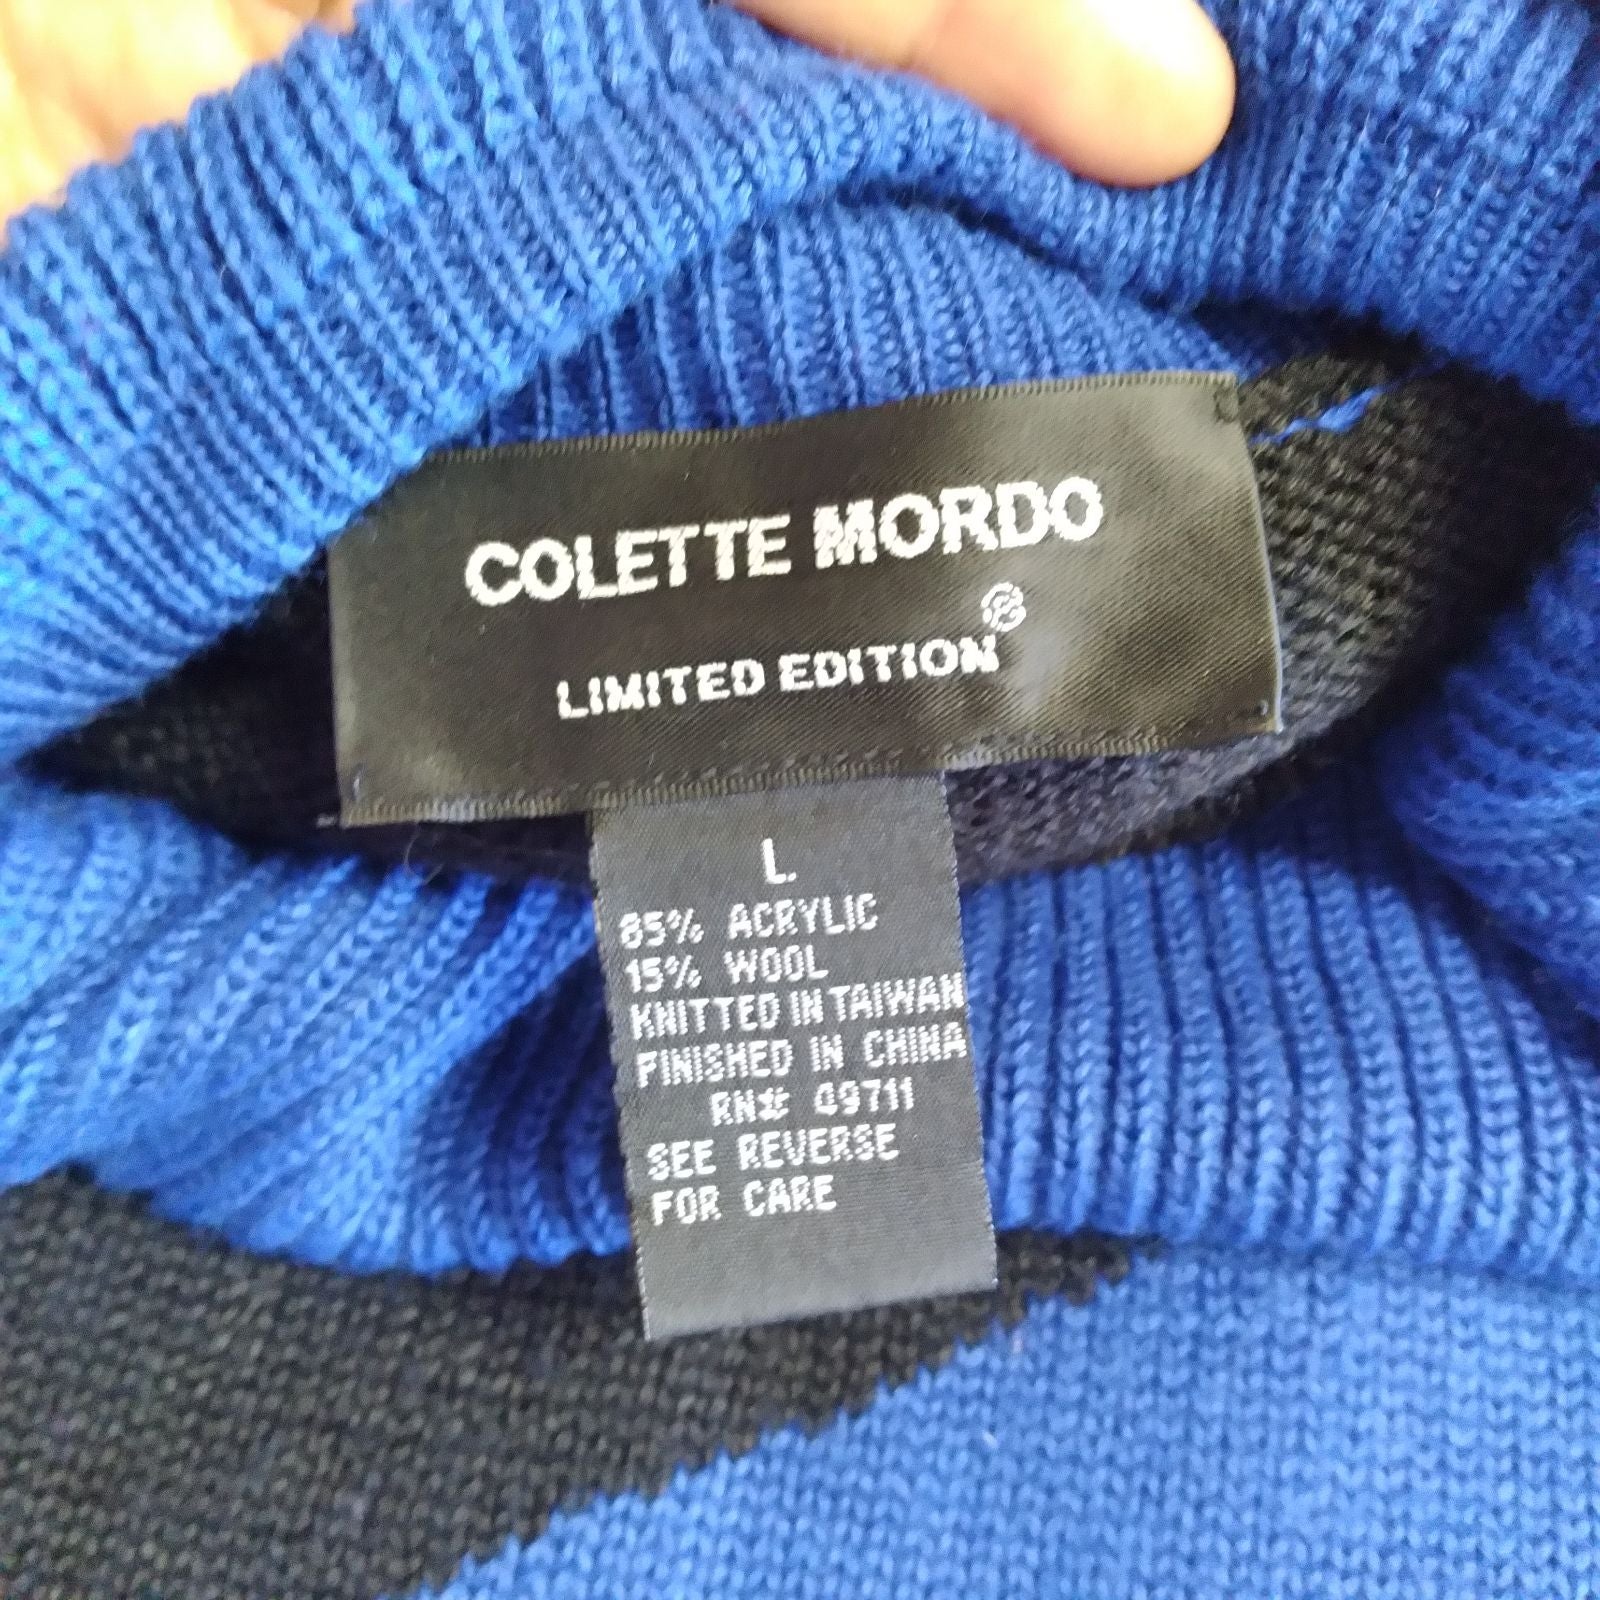 COLETTE MORDO
LIMITED EDITION®
L.
85% ACRYLIC
15% WOOL
KNITTED IN TAIWAN
FINISHED IN CHINA
RN# 49711
SEE REVERSE
FOR CARE